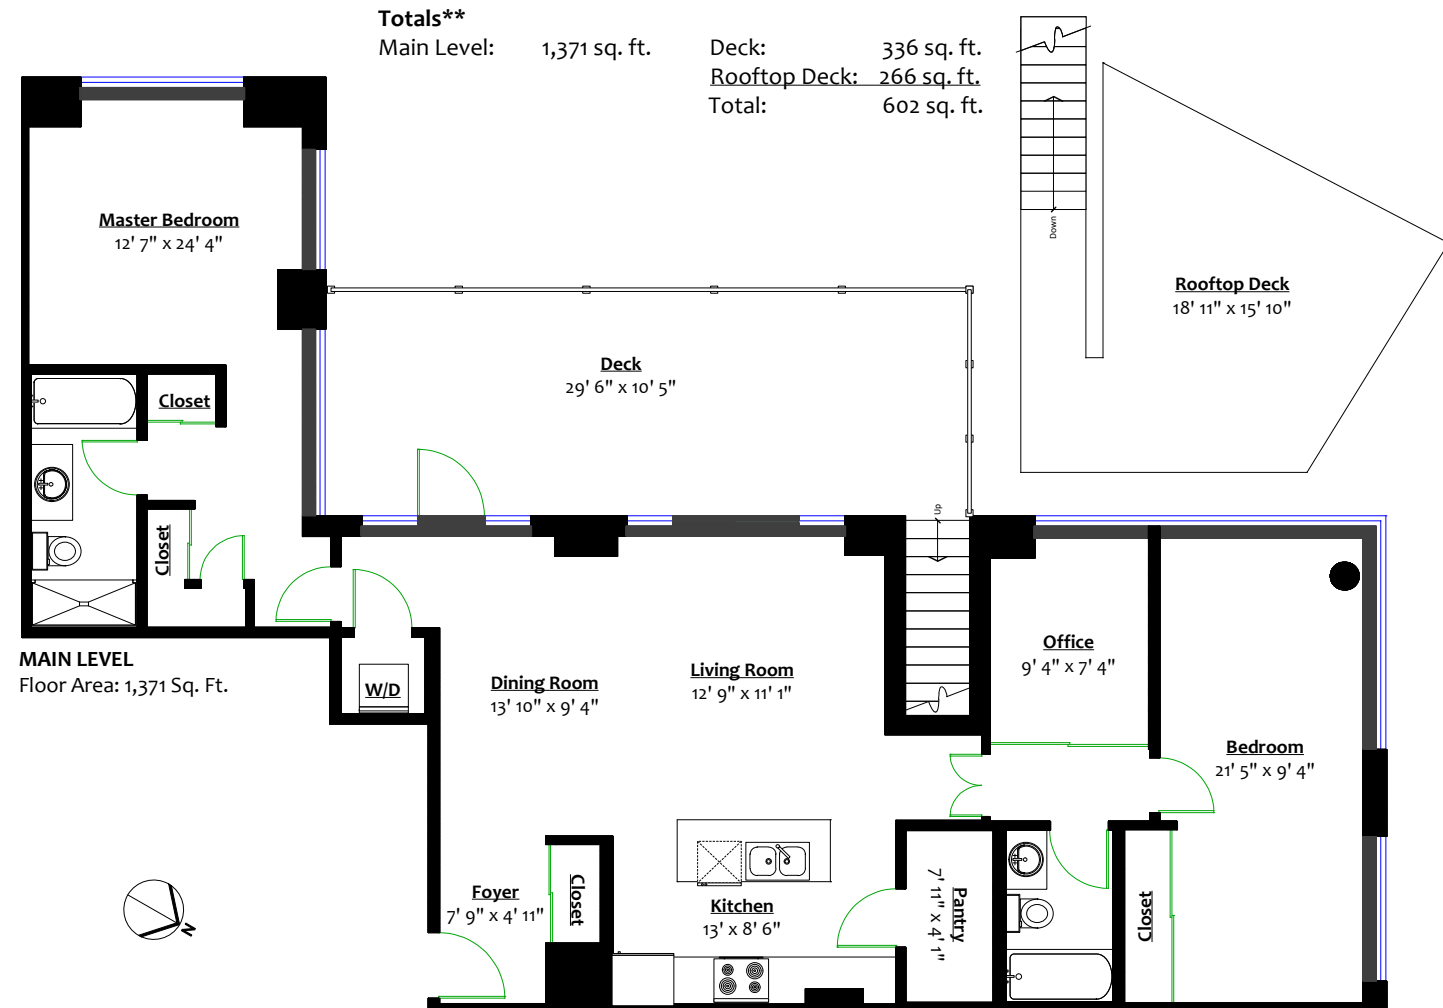 Totals**
Main Level: 1,371 sq. ft. Deck: 336 sq. ft.
Rooftop Deck: 266 sq. ft.
Total: 602 sq. ft.
Master Bedroom
12' 7" x 24' 4"
Down
Rooftop Deck
18' 11" x 15' 10"
Deck
29' 6" x 10' 5"
Closet
Up
Closet
MAIN LEVEL
Floor Area: 1,371 Sq. Ft.
W/D
Dining Room
13' 10" x 9' 4"
Living Room
12' 9" x 11' 1"
Office
9' 4" x 7' 4"
Bedroom
21' 5" x 9' 4"
Foyer
7' 9" x 4' 11"
Closet
Kitchen
13' x 8' 6"
Pantry
7' 11" x 4' 1"
Closet
N